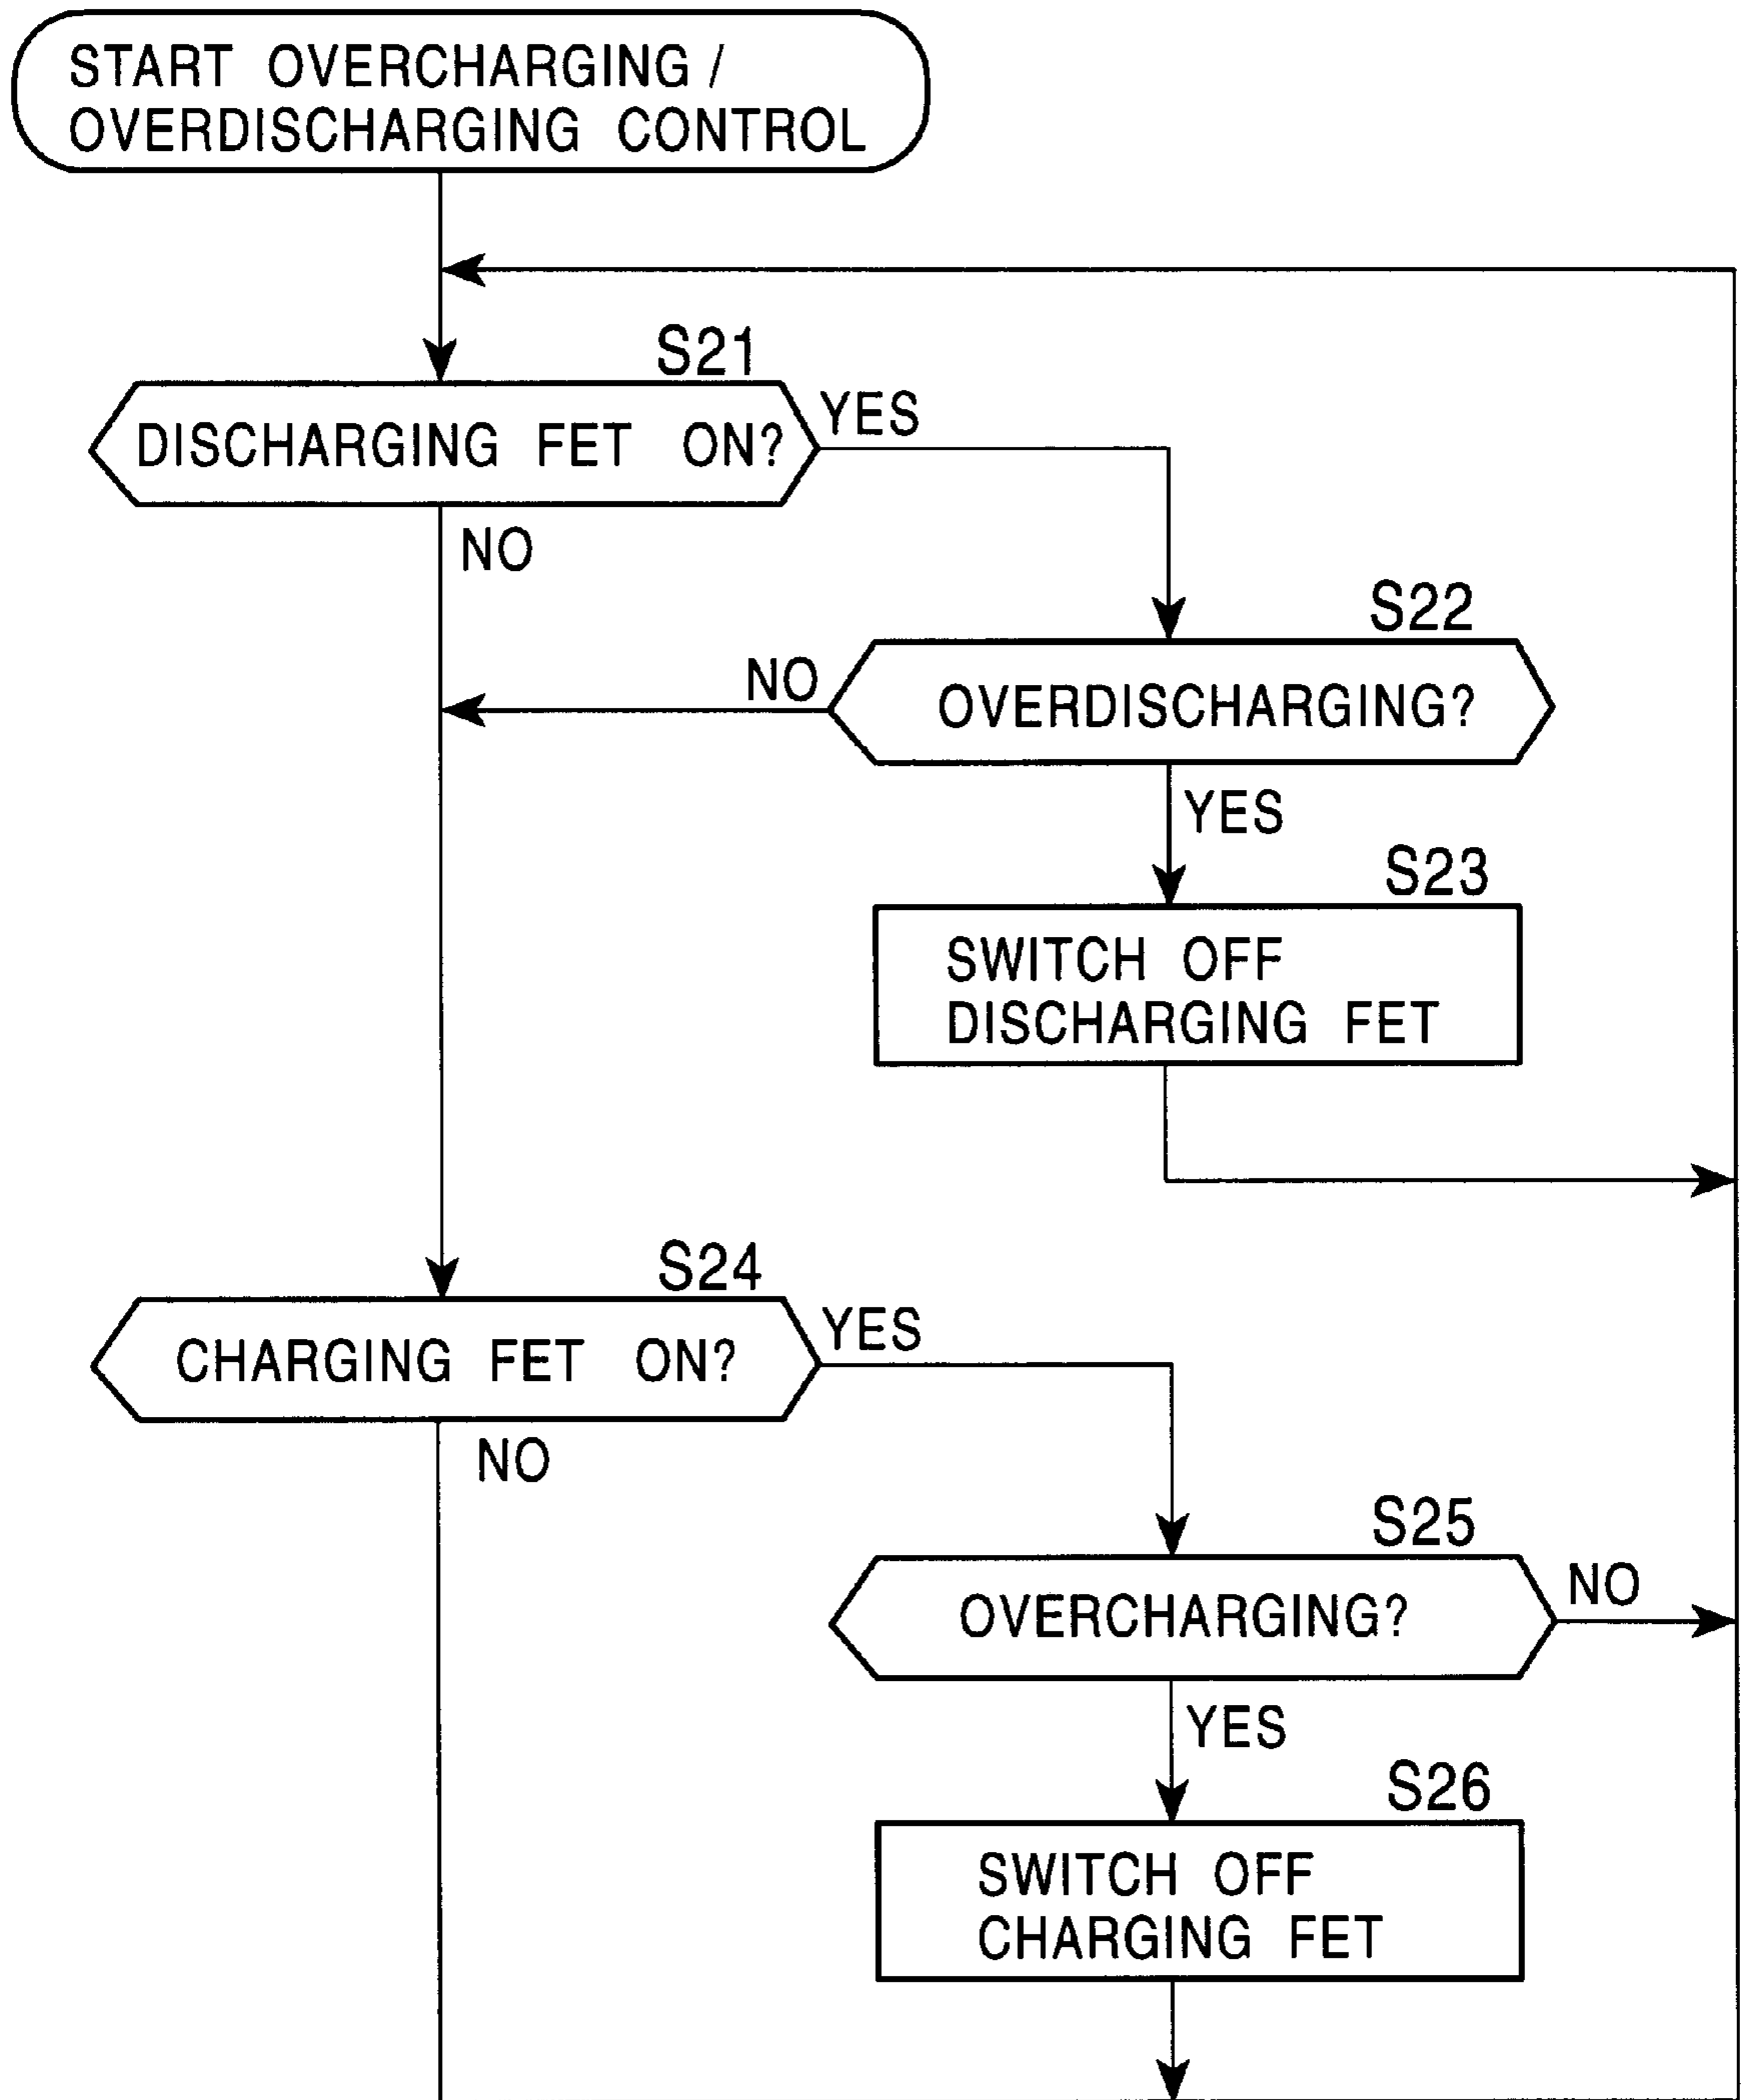 START OVERCHARGING /
OVERDISCHARGING CONTROL
S21
DISCHARGING FET ON?
YES
NO
S22
NO
OVERDISCHARGING?
YES
S23
SWITCH OFF
DISCHARGING FET
S24
CHARGING FET ON?
YES
NO
S25
OVERCHARGING?
NO
YES
S26
SWITCH OFF
CHARGING FET